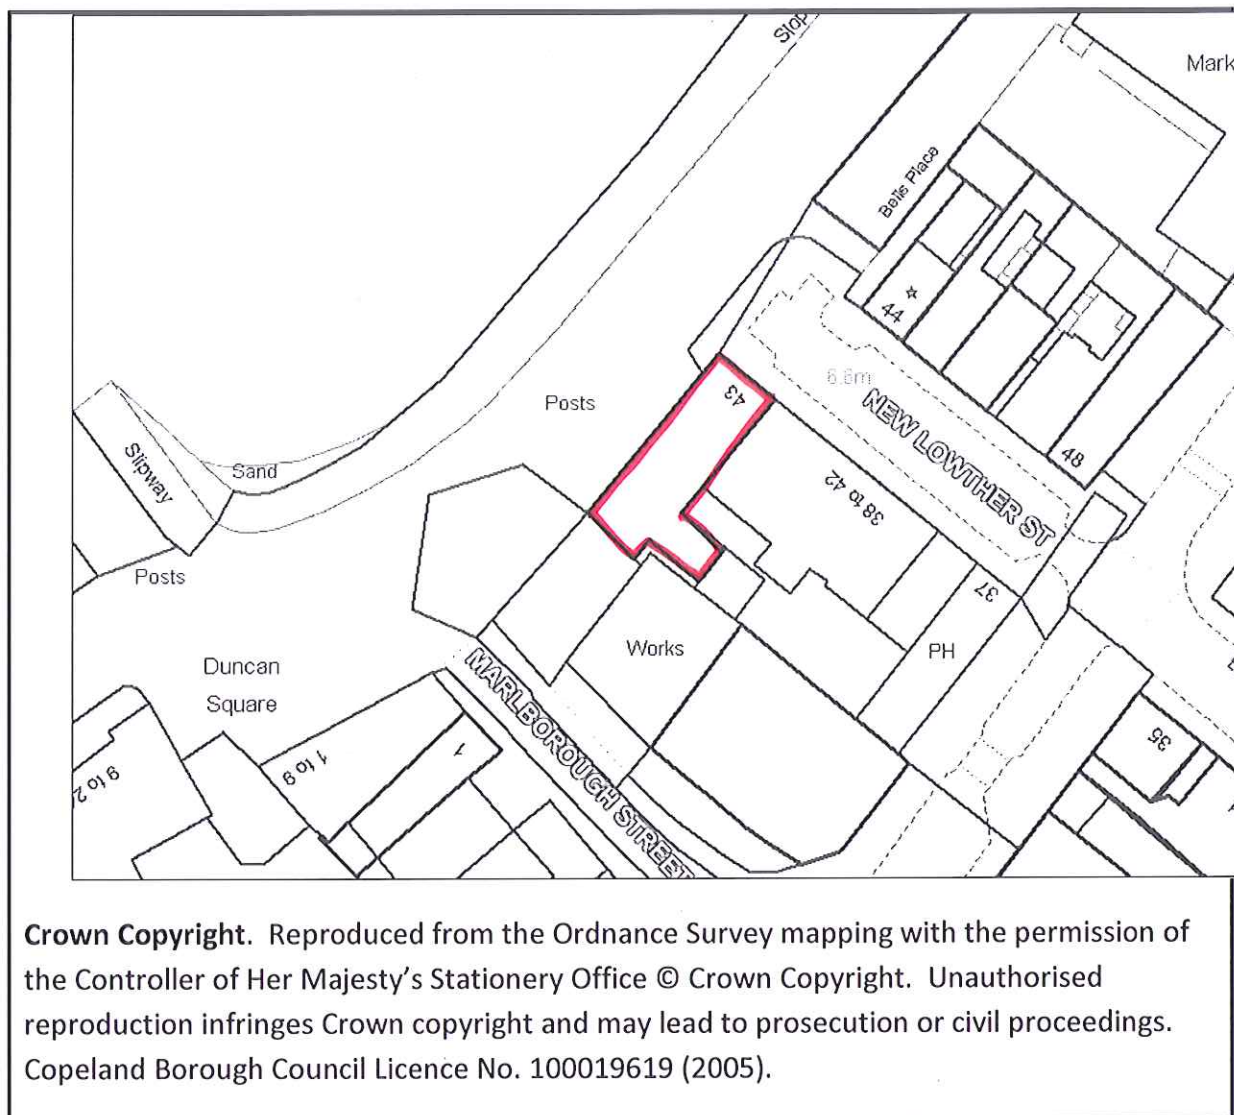 Slop
Mark
Bells Place
44
6.6m
43
NEW LOWTHER ST
48
Posts
Slipway
Sand
38 to 42
Posts
37
Works
PH
Duncan
Square
MARLBOROUGH STREET
35
1
1 to 9
9 to 2
Crown Copyright. Reproduced from the Ordnance Survey mapping with the permission of
the Controller of Her Majesty's Stationery Office © Crown Copyright. Unauthorised
reproduction infringes Crown copyright and may lead to prosecution or civil proceedings.
Copeland Borough Council Licence No. 100019619 (2005).